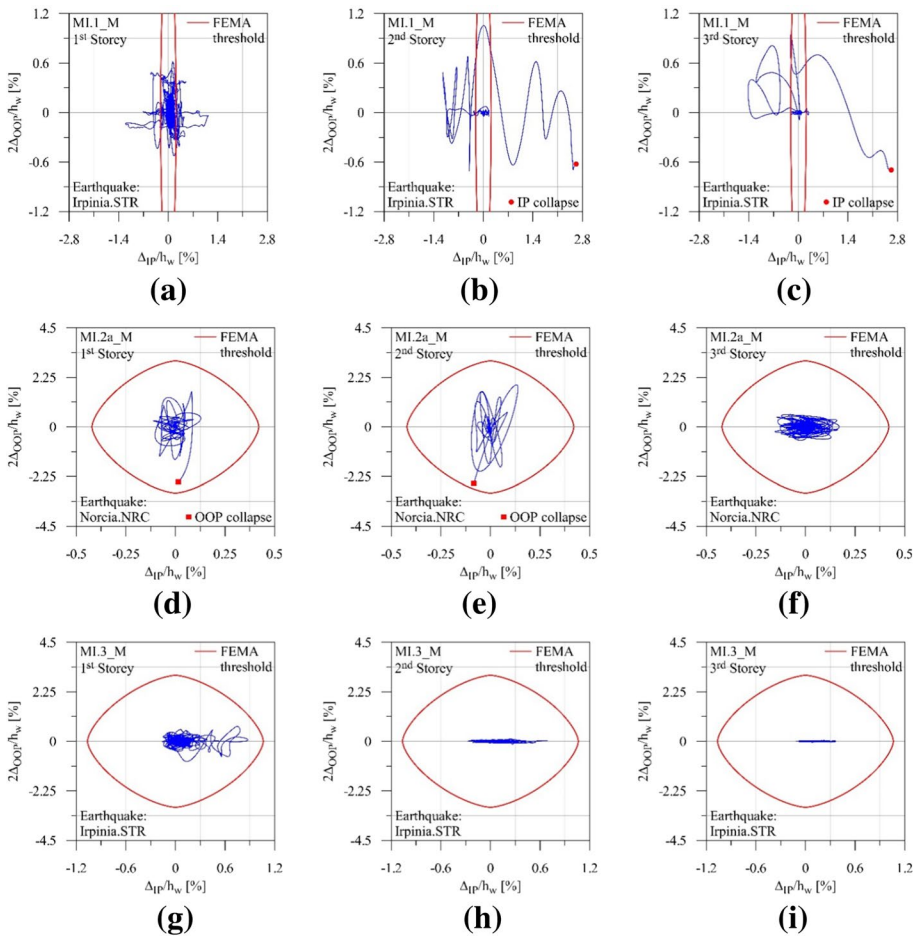 MI.1_M
1st Storey
FEMA
threshold
1.2
0.6
0
-0.6
-1.2
2ΔOOP/hw [%]
Earthquake:
Irpinia.STR
-2.8 -1.4 0 1.4 2.8
ΔIP/hw [%]
(a)
MI.1_M
2nd Storey
FEMA
threshold
1.2
0.6
0
-0.6
-1.2
2ΔOOP/hw [%]
Earthquake:
Irpinia.STR
IP collapse
-2.8 -1.4 0 1.4 2.8
ΔIP/hw [%]
(b)
MI.1_M
3rd Storey
FEMA
threshold
1.2
0.6
0
-0.6
-1.2
2ΔOOP/hw [%]
Earthquake:
Irpinia.STR
IP collapse
-2.8 -1.4 0 1.4 2.8
ΔIP/hw [%]
(c)
MI.2a_M
1st Storey
FEMA
threshold
4.5
2.25
0
-2.25
-4.5
2ΔOOP/hw [%]
Earthquake:
Norcia.NRC
OOP collapse
-0.5 -0.25 0 0.25 0.5
ΔIP/hw [%]
(d)
MI.2a_M
2nd Storey
FEMA
threshold
4.5
2.25
0
-2.25
-4.5
2ΔOOP/hw [%]
Earthquake:
Norcia.NRC
OOP collapse
-0.5 -0.25 0 0.25 0.5
ΔIP/hw [%]
(e)
MI.2a_M
3rd Storey
FEMA
threshold
4.5
2.25
0
-2.25
-4.5
2ΔOOP/hw [%]
Earthquake:
Norcia.NRC
-0.5 -0.25 0 0.25 0.5
ΔIP/hw [%]
(f)
MI.3_M
1st Storey
FEMA
threshold
4.5
2.25
0
-2.25
-4.5
2ΔOOP/hw [%]
Earthquake:
Irpinia.STR
-1.2 -0.6 0 0.6 1.2
ΔIP/hw [%]
(g)
MI.3_M
2nd Storey
FEMA
threshold
4.5
2.25
0
-2.25
-4.5
2ΔOOP/hw [%]
Earthquake:
Irpinia.STR
-1.2 -0.6 0 0.6 1.2
ΔIP/hw [%]
(h)
MI.3_M
3rd Storey
FEMA
threshold
4.5
2.25
0
-2.25
-4.5
2ΔOOP/hw [%]
Earthquake:
Irpinia.STR
-1.2 -0.6 0 0.6 1.2
ΔIP/hw [%]
(i)